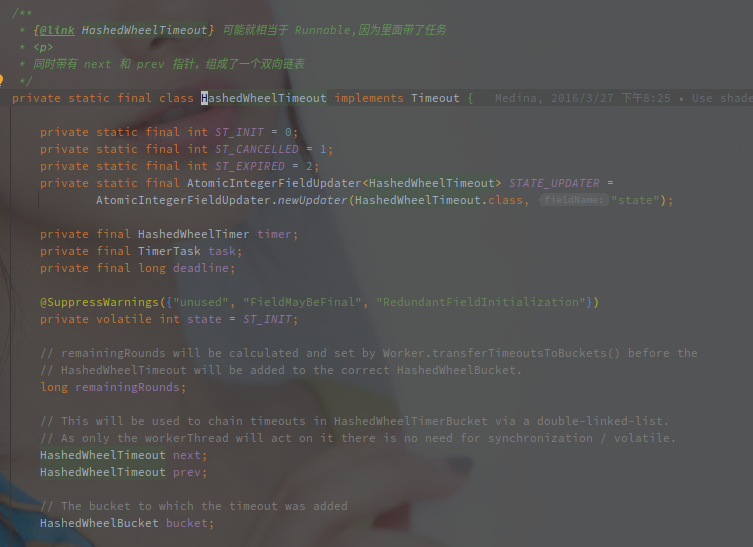 /**
 * {@link HashedWheelTimeout} 可能就相当于 Runnable,因为里面带了任务
 * <p>
 * 同时带有 next 和 prev 指针，组成了一个双向链表
 */
private static final class HashedWheelTimeout implements Timeout {   Medina, 2016/3/27 下午8:25 • Use shade
    private static final int ST_INIT = 0;
    private static final int ST_CANCELLED = 1;
    private static final int ST_EXPIRED = 2;
    private static final AtomicIntegerFieldUpdater<HashedWheelTimeout> STATE_UPDATER =
            AtomicIntegerFieldUpdater.newUpdater(HashedWheelTimeout.class, fieldName: "state");
    private final HashedWheelTimer timer;
    private final TimerTask task;
    private final long deadline;
    @SuppressWarnings({"unused", "FieldMayBeFinal", "RedundantFieldInitialization"})
    private volatile int state = ST_INIT;
    // remainingRounds will be calculated and set by Worker.transferTimeoutsToBuckets() before the
    // HashedWheelTimeout will be added to the correct HashedWheelBucket.
    long remainingRounds;
    // This will be used to chain timeouts in HashedWheelTimerBucket via a double-linked-list.
    // As only the workerThread will act on it there is no need for synchronization / volatile.
    HashedWheelTimeout next;
    HashedWheelTimeout prev;
    // The bucket to which the timeout was added
    HashedWheelBucket bucket;